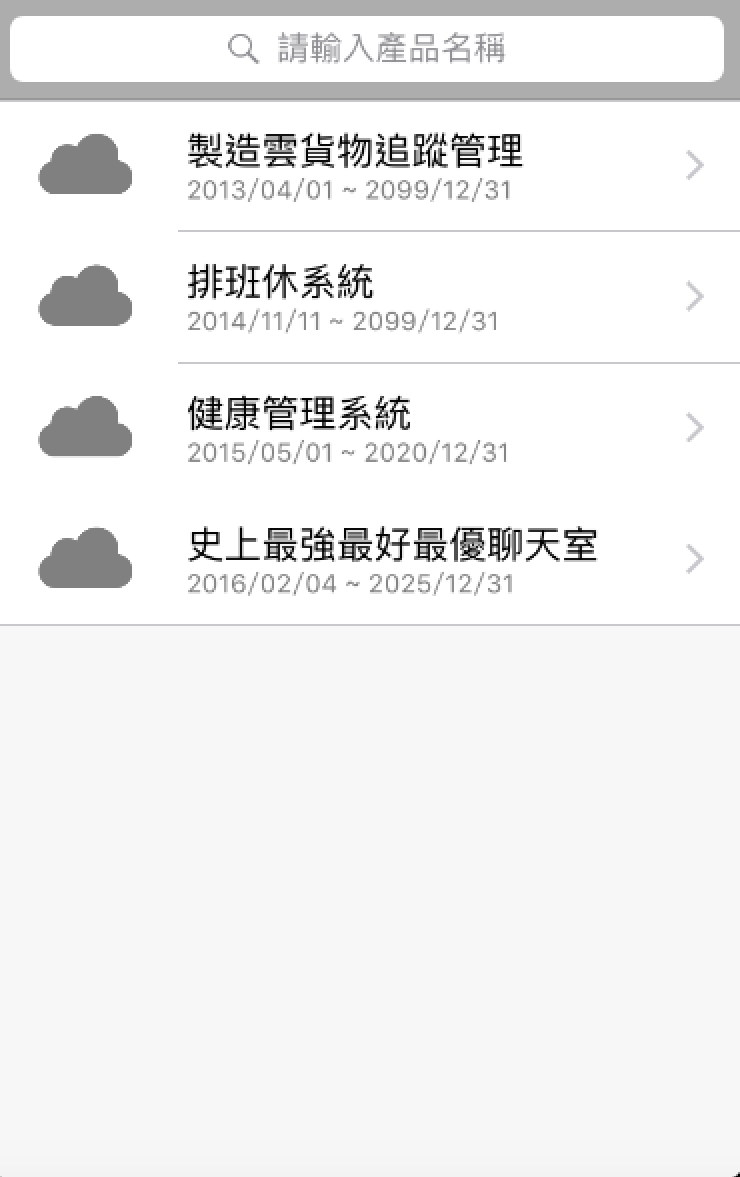 請輸入產品名稱
製造雲貨物追蹤管理
2013/04/01 ~ 2099/12/31
排班休系統
2014/11/11 ~ 2099/12/31
健康管理系統
2015/05/01 ~ 2020/12/31
史上最強最好最優聊天室
2016/02/04 ~ 2025/12/31